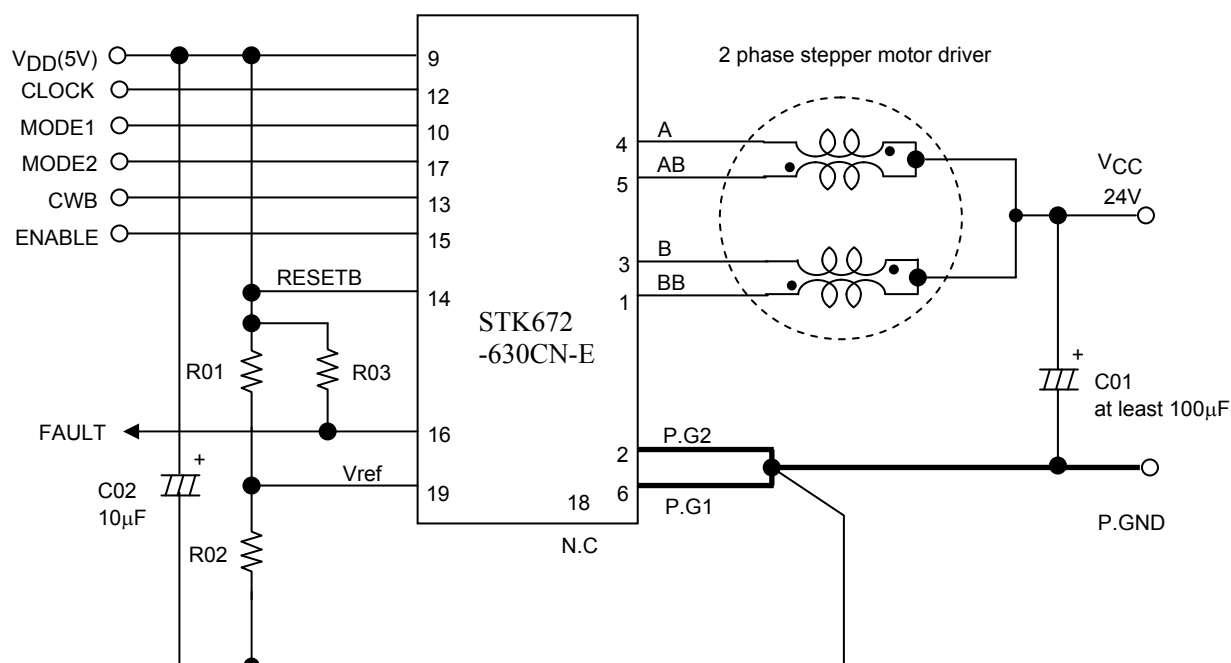 VDD(5V)
CLOCK
MODE1
MODE2
CWB
ENABLE
9
12
10
17
13
15
RESETB
14
R01
R03
FAULT
16
Vref
19
C02
10μF
+
R02
STK672
-630CN-E
18
N.C
2 phase stepper motor driver
4
A
5
AB
3
B
1
BB
VCC
24V
+
C01
at least 100μF
2
P.G2
6
P.G1
P.GND